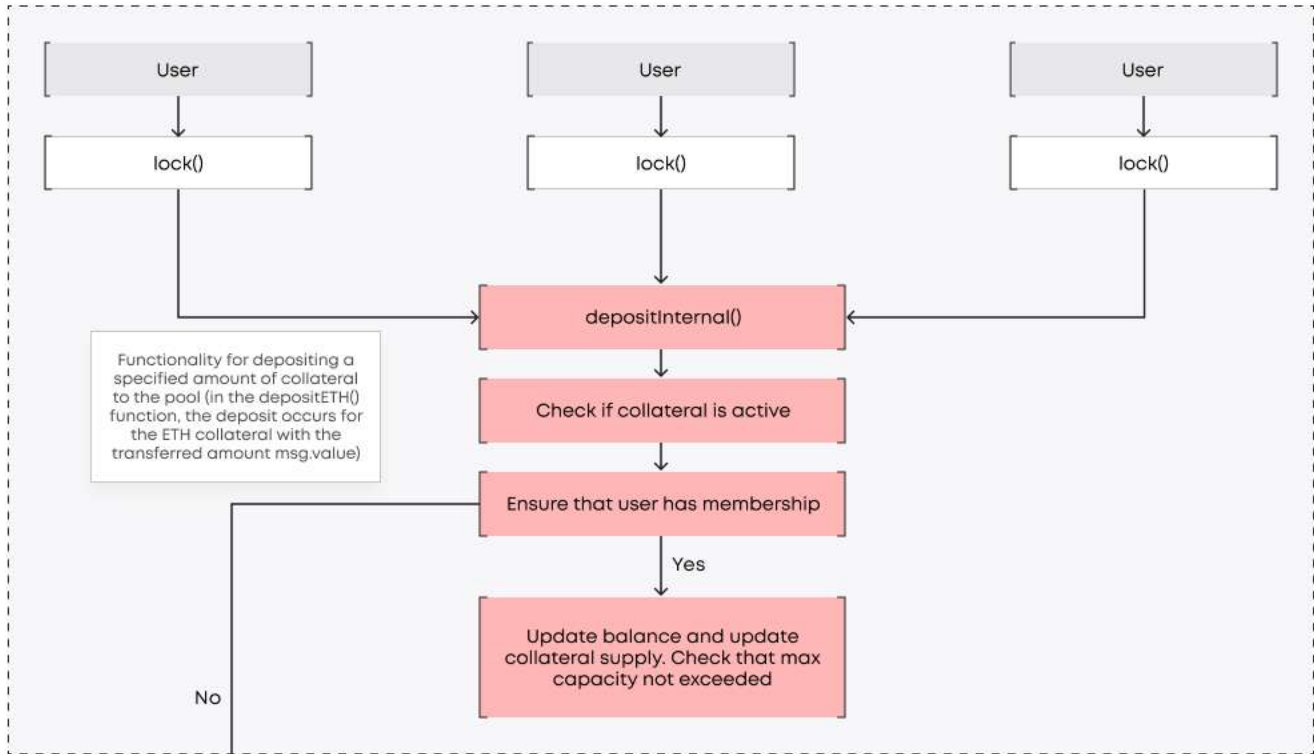 User
User
User
lock()
lock()
lock()
depositInternal()
Functionality for depositing a
specified amount of collateral
to the pool (in the depositETH()
function, the deposit occurs for
the ETH collateral with the
transferred amount msg.value)
Check if collateral is active
Ensure that user has membership
Yes
Update balance and update
collateral supply. Check that max
capacity not exceeded
No